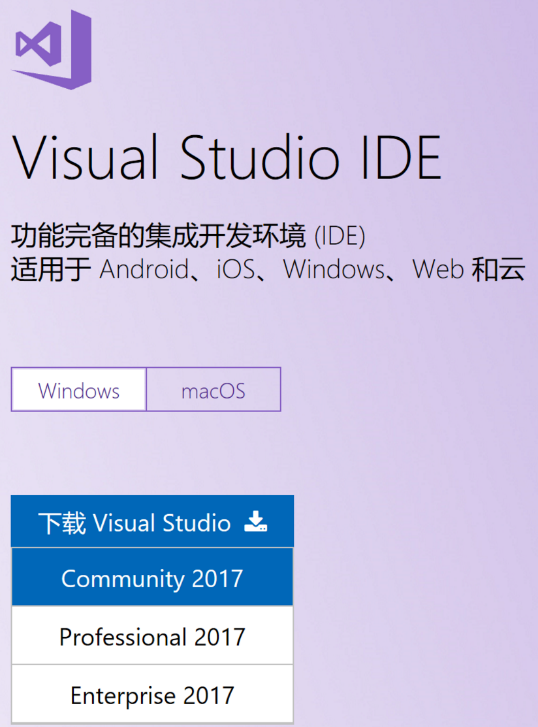 Visual Studio IDE
功能完备的集成开发环境 (IDE)
适用于 Android、iOS、Windows、Web 和云
Windows
macOS
下载 Visual Studio
Community 2017
Professional 2017
Enterprise 2017